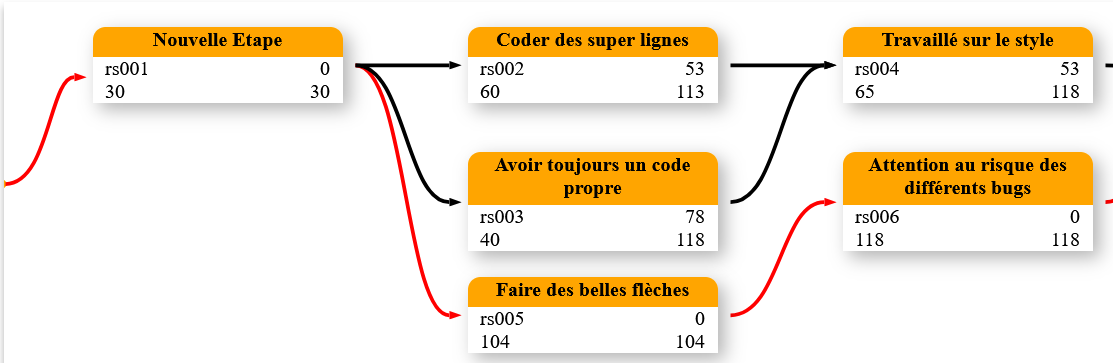 Nouvelle Etape
rs001 0
30 30
Coder des super lignes
rs002 53
60 113
Avoir toujours un code
propre
rs003 78
40 118
Faire des belles flèches
rs005 0
104 104
Travaillé sur le style
rs004 53
65 118
Attention au risque des
différents bugs
rs006 0
118 118